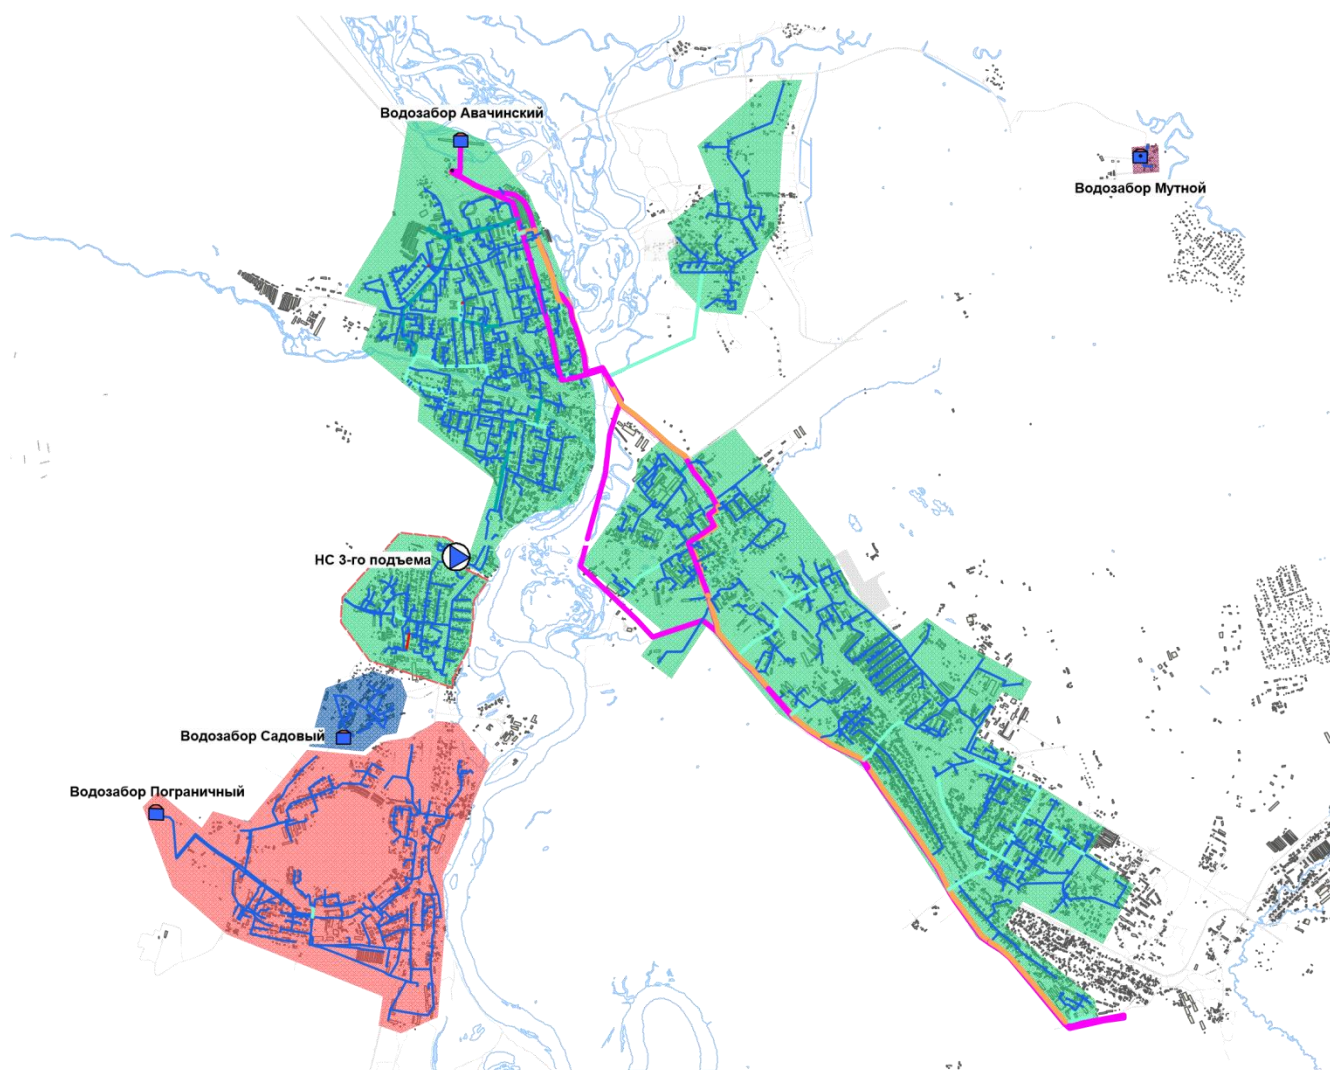 Водозабор Авачинский
Водозабор Мутной
НС 3-го подъема
Водозабор Садовый
Водозабор Пограничный